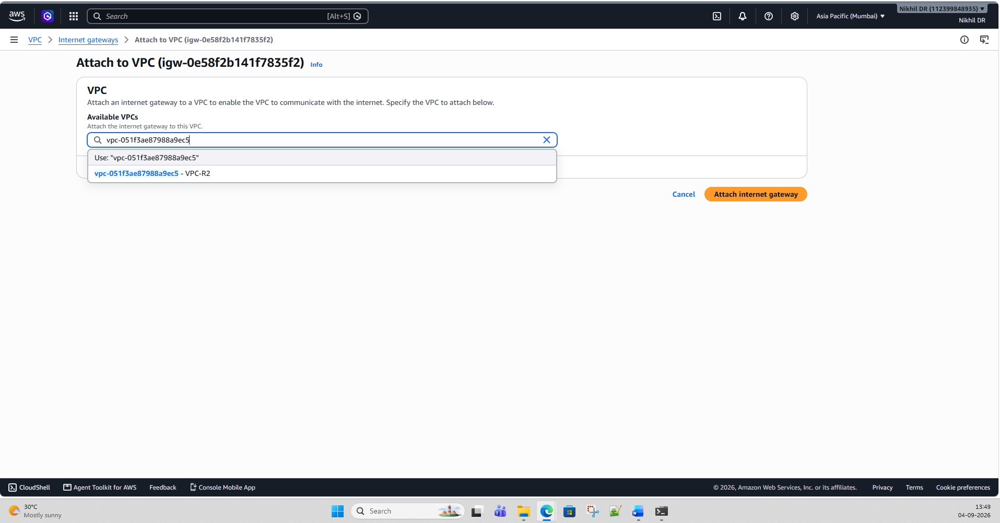 aws
Search
[Alt+S]
Asia Pacific (Mumbai)
Nikhil DR (112399848935)
Nikhil DR
VPC
Internet gateways
Attach to VPC (igw-0e58f2b141f7835f2)
Attach to VPC (igw-0e58f2b141f7835f2)
Info
VPC
Attach an internet gateway to a VPC to enable the VPC to communicate with the internet. Specify the VPC to attach below.
Available VPCs
Attach the internet gateway to this VPC.
vpc-051f3ae87988a9ec5
Use: "vpc-051f3ae87988a9ec5"
vpc-051f3ae87988a9ec5 - VPC-R2
Cancel
Attach internet gateway
CloudShell
Agent Toolkit for AWS
Feedback
Console Mobile App
© 2026, Amazon Web Services, Inc. or its affiliates.
Privacy
Terms
Cookie preferences
30°C
Mostly sunny
Search
13:49
04-09-2026